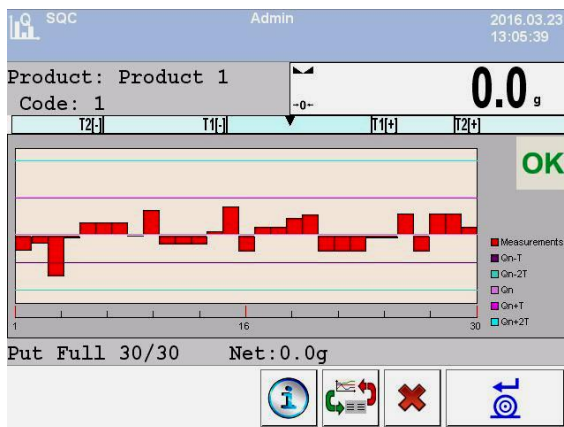 SQC Admin 2016.03.23
13:05:39
Product: Product 1
Code: 1
→0← 0.0 g
T2[-] T1[-] T1[+] T2[+]
OK
Measurements
Qn-T
Qn-2T
Qn
Qn+T
Qn+2T
1 16 30
Put Full 30/30 Net:0.0g